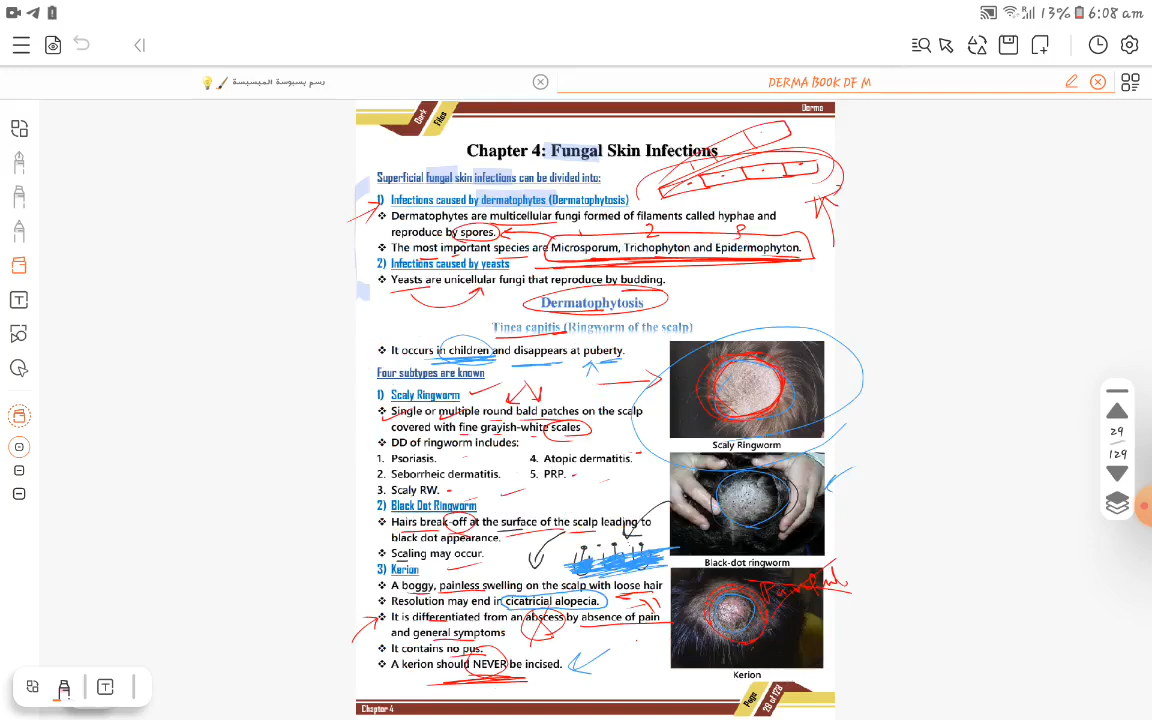 13% 6:08 am
رسم بسبوسة المبسبسة
DERMA BOOK DF M
Dark Files
Derma
Chapter 4: Fungal Skin Infections
Superficial fungal skin infections can be divided into:
1) Infections caused by dermatophytes (Dermatophytosis)
❖ Dermatophytes are multicellular fungi formed of filaments called hyphae and
reproduce by spores.
2
❖ The most important species are Microsporum, Trichophyton and Epidermophyton.
2) Infections caused by yeasts
❖ Yeasts are unicellular fungi that reproduce by budding.
Dermatophytosis
Tinea capitis (Ringworm of the scalp)
❖ It occurs in children and disappears at puberty.
Four subtypes are known
1) Scaly Ringworm
❖ Single or multiple round bald patches on the scalp
covered with fine grayish-white scales
❖ DD of ringworm includes:
1. Psoriasis.
2. Seborrheic dermatitis.
3. Scaly RW.
4. Atopic dermatitis.
5. PRP.
2) Black Dot Ringworm
❖ Hairs break-off at the surface of the scalp leading to
black dot appearance.
❖ Scaling may occur.
3) Kerion
❖ A boggy, painless swelling on the scalp with loose hair
❖ Resolution may end in cicatricial alopecia.
❖ It is differentiated from an abscess by absence of pain
and general symptoms
❖ It contains no pus.
❖ A kerion should NEVER be incised.
Scaly Ringworm
Black-dot ringworm
Kerion
Chapter 4
Page
29
129